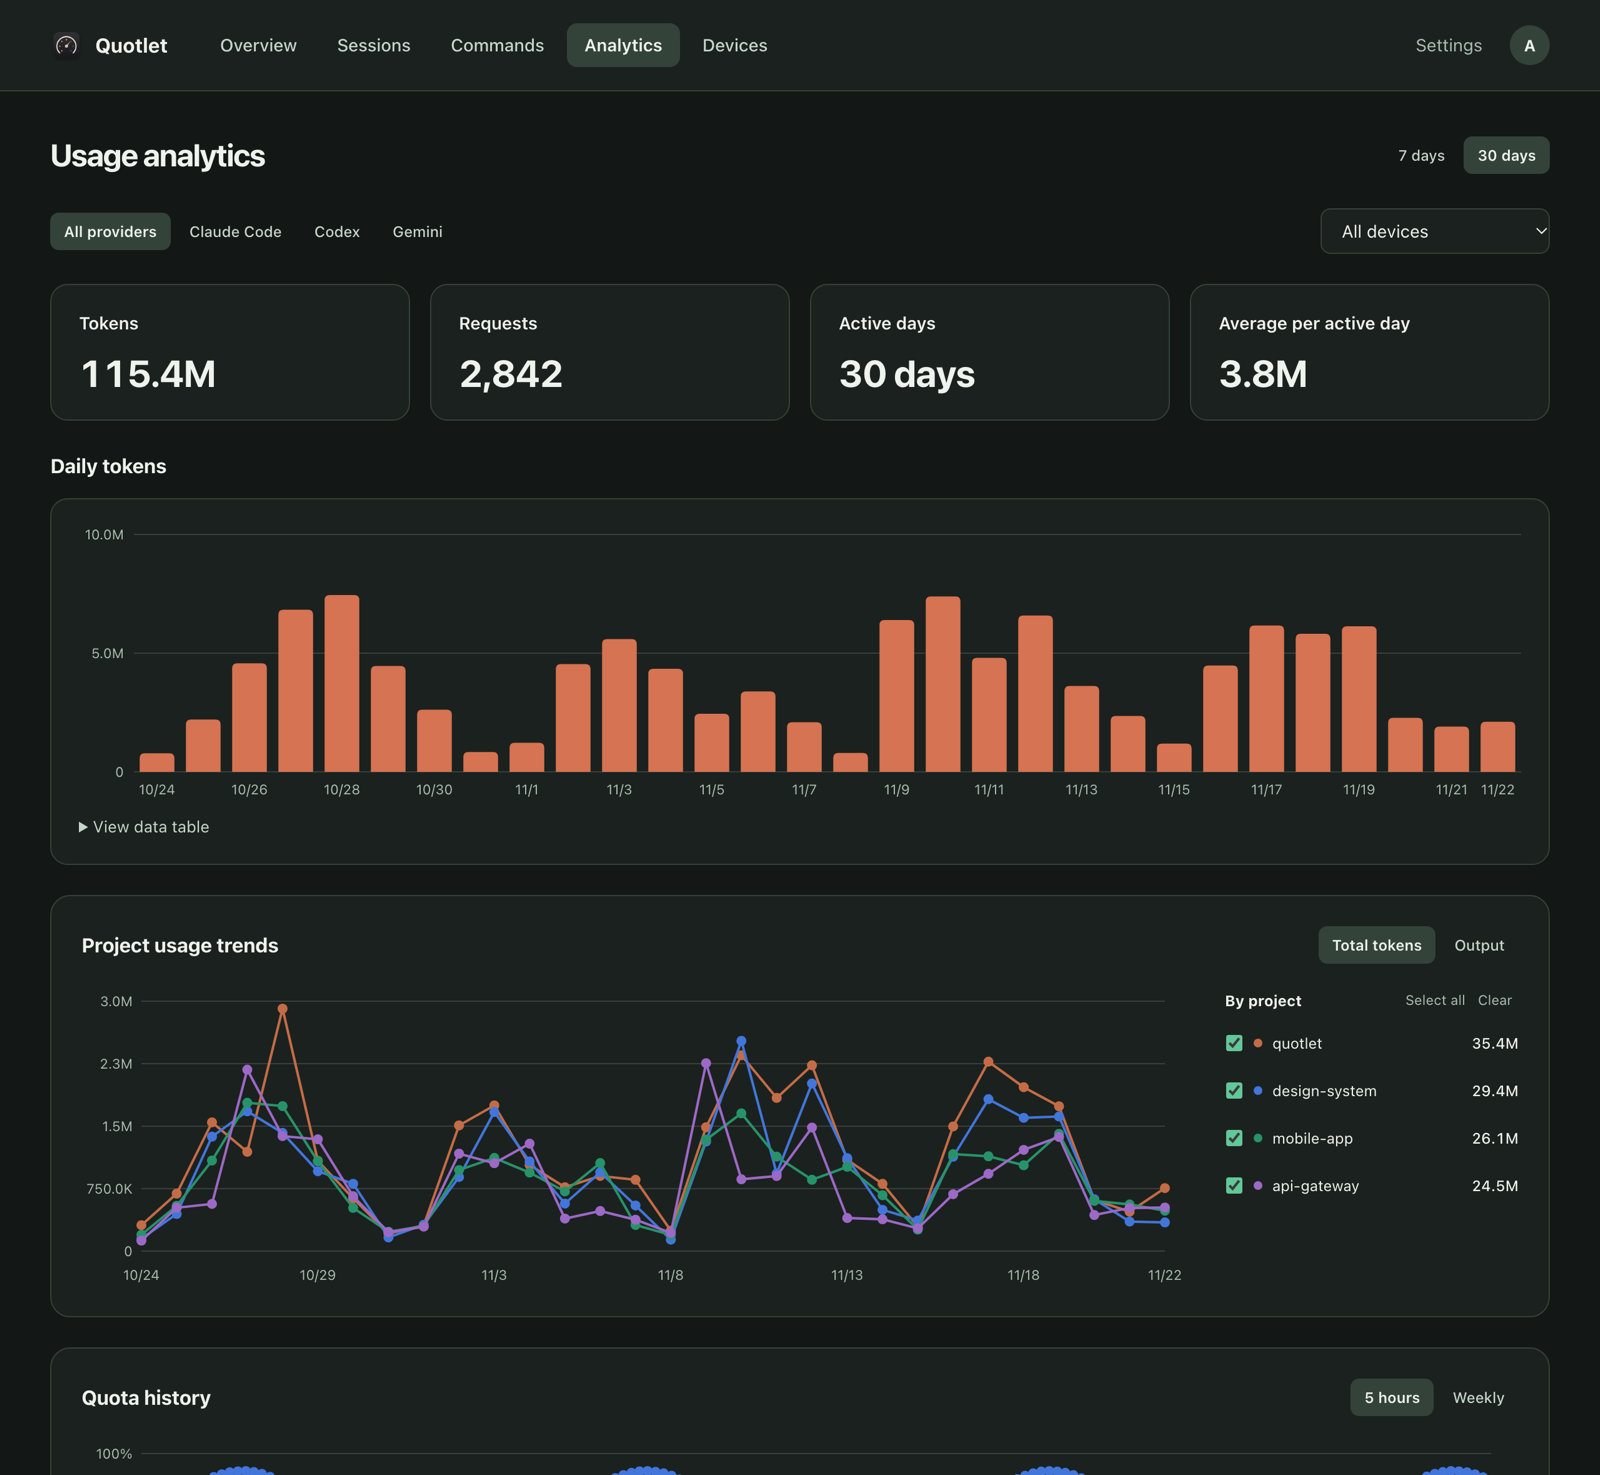 Quotlet
Overview
Sessions
Commands
Analytics
Devices
Settings
A
Usage analytics
7 days
30 days
All providers
Claude Code
Codex
Gemini
All devices
Tokens
115.4M
Requests
2,842
Active days
30 days
Average per active day
3.8M
Daily tokens
10.0M
5.0M
0
10/24
10/26
10/28
10/30
11/1
11/3
11/5
11/7
11/9
11/11
11/13
11/15
11/17
11/19
11/21
11/22
View data table
Project usage trends
Total tokens
Output
3.0M
2.3M
1.5M
750.0K
0
10/24
10/29
11/3
11/8
11/13
11/18
11/22
By project
Select all
Clear
quotlet
35.4M
design-system
29.4M
mobile-app
26.1M
api-gateway
24.5M
Quota history
5 hours
Weekly
100%